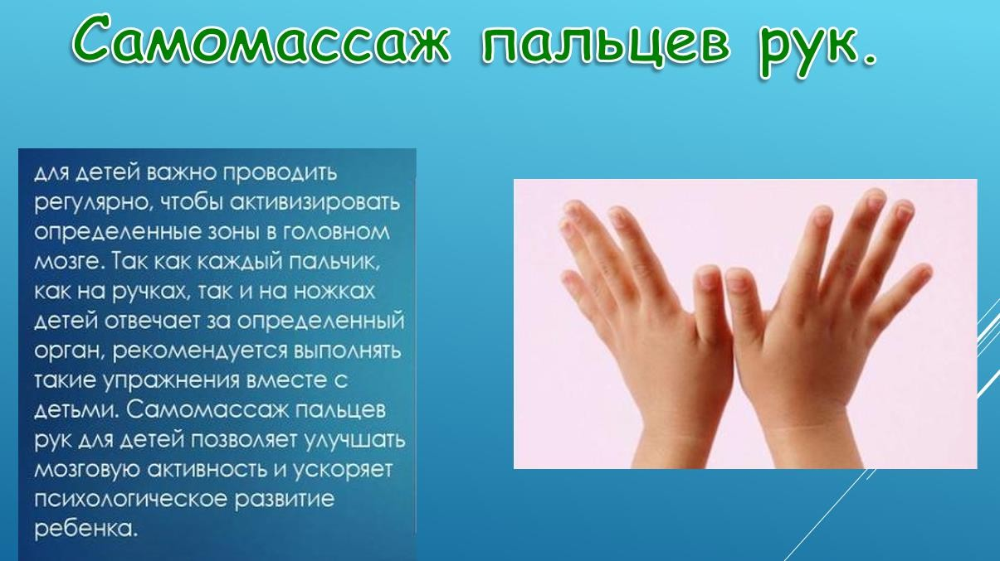 Самомассаж пальцев рук.
для детей важно проводить
регулярно, чтобы активизировать
определенные зоны в головном
мозге. Так как каждый пальчик,
как на ручках, так и на ножках
детей отвечает за определенный
орган, рекомендуется выполнять
такие упражнения вместе с
детьми. Самомассаж пальцев
рук для детей позволяет улучшать
мозговую активность и ускоряет
психологическое развитие
ребенка.